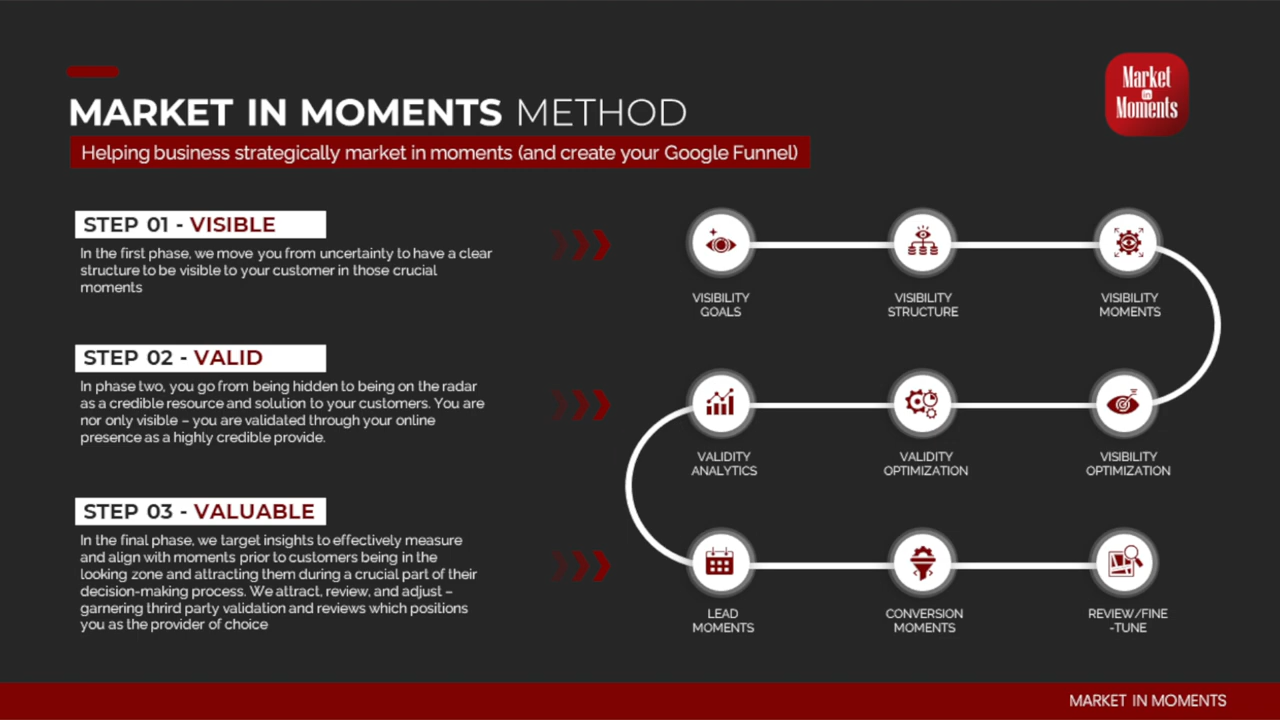 Market
in
Moments
MARKET IN MOMENTS METHOD
Helping business strategically market in moments (and create your Google Funnel)
STEP 01 - VISIBLE
In the first phase, we move you from uncertainty to have a clear
structure to be visible to your customer in those crucial
moments
VISIBILITY
GOALS
VISIBILITY
STRUCTURE
VISIBILITY
MOMENTS
STEP 02 - VALID
In phase two, you go from being hidden to being on the radar
as a credible resource and solution to your customers. You are
nor only visible – you are validated through your online
presence as a highly credible provide.
VALIDITY
ANALYTICS
VALIDITY
OPTIMIZATION
VISIBILITY
OPTIMIZATION
STEP 03 - VALUABLE
In the final phase, we target insights to effectively measure
and align with moments prior to customers being in the
looking zone and attracting them during a crucial part of their
decision-making process. We attract, review, and adjust –
garnering thrird party validation and reviews which positions
you as the provider of choice
LEAD
MOMENTS
CONVERSION
MOMENTS
REVIEW/FINE
-TUNE
MARKET IN MOMENTS